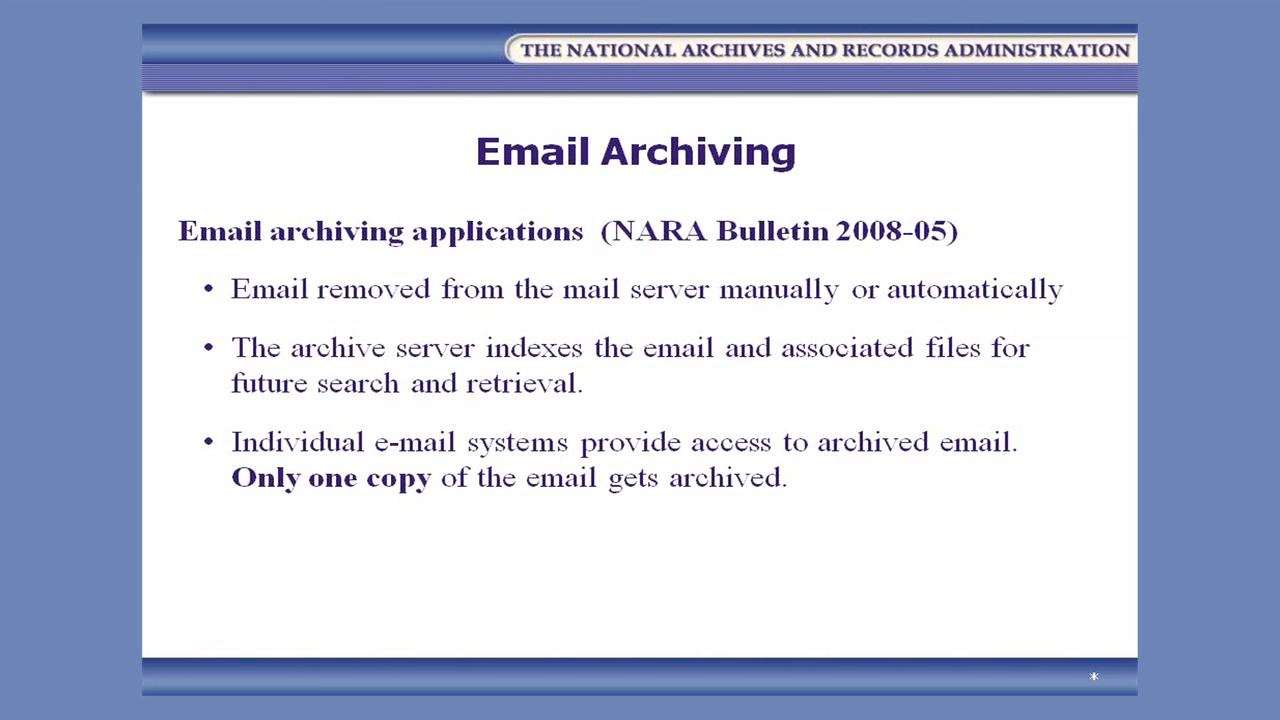 THE NATIONAL ARCHIVES AND RECORDS ADMINISTRATION
Email Archiving
Email archiving applications (NARA Bulletin 2008-05)
• Email removed from the mail server manually or automatically
• The archive server indexes the email and associated files for
future search and retrieval.
• Individual e-mail systems provide access to archived email.
Only one copy of the email gets archived.
*